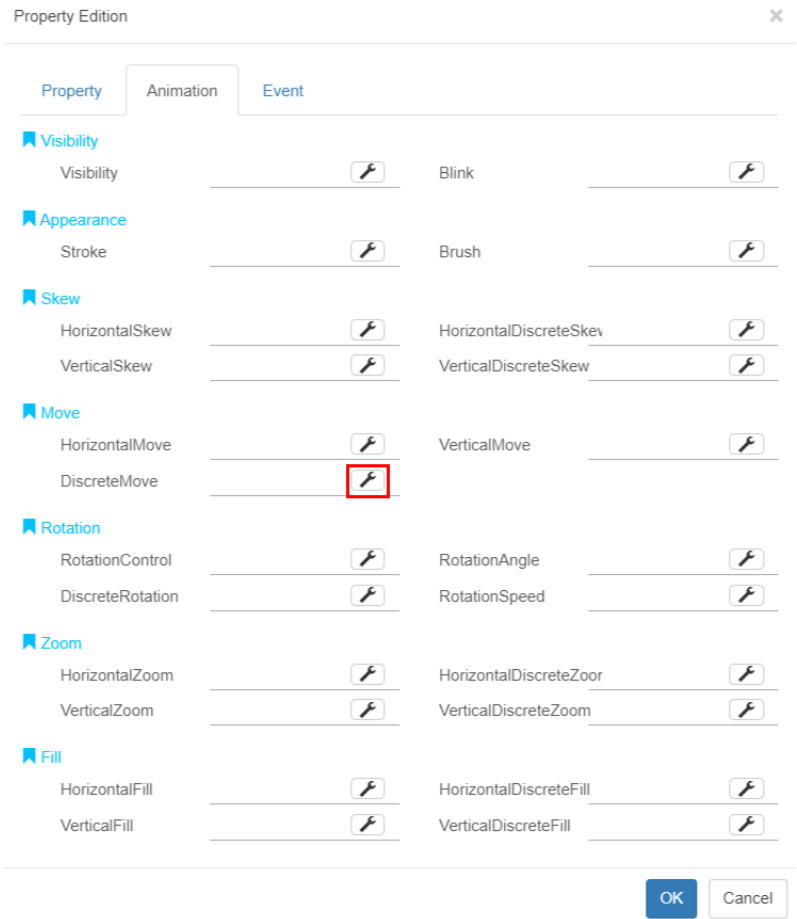 Property Edition ×
Property Animation Event
Visibility
Visibility Blink
Appearance
Stroke Brush
Skew
HorizontalSkew HorizontalDiscreteSkev
VerticalSkew VerticalDiscreteSkew
Move
HorizontalMove VerticalMove
DiscreteMove
Rotation
RotationControl RotationAngle
DiscreteRotation RotationSpeed
Zoom
HorizontalZoom HorizontalDiscreteZoor
VerticalZoom VerticalDiscreteZoom
Fill
HorizontalFill HorizontalDiscreteFill
VerticalFill VerticalDiscreteFill
OK Cancel